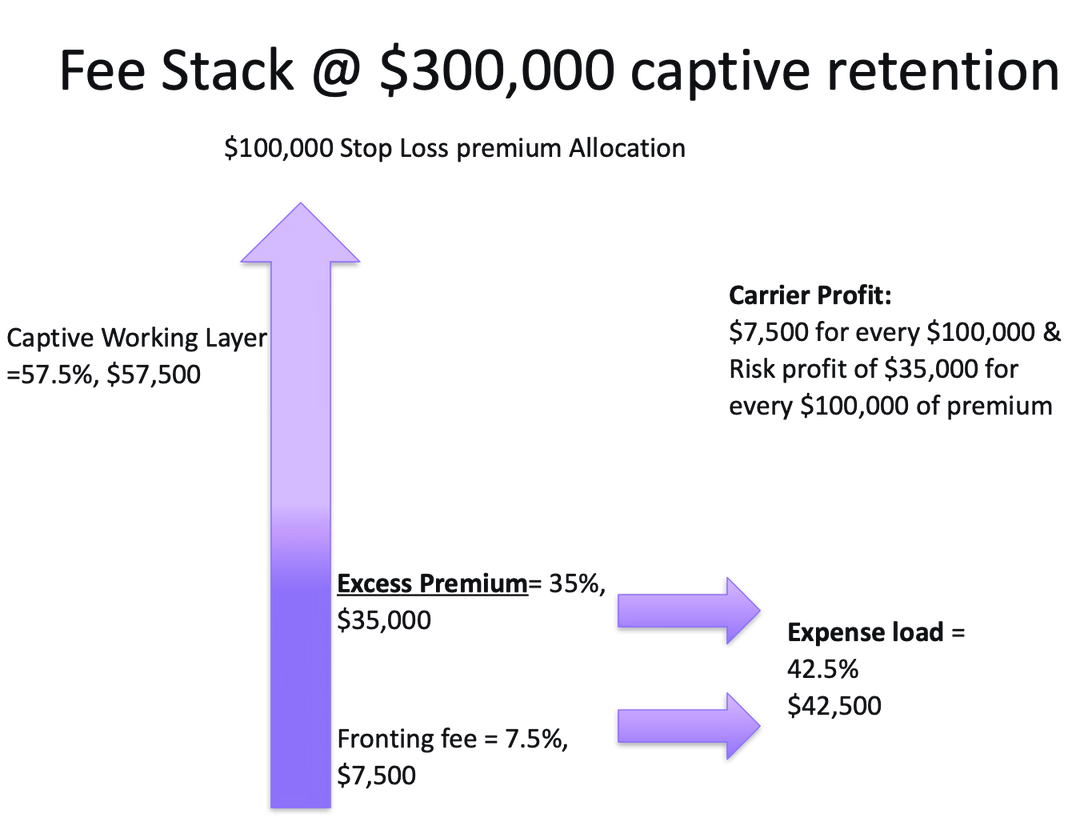 Fee Stack @ $300,000 captive retention
$100,000 Stop Loss premium Allocation
Captive Working Layer
=57.5%, $57,500
Carrier Profit:
$7,500 for every $100,000 &
Risk profit of $35,000 for
every $100,000 of premium
Excess Premium= 35%,
$35,000
Fronting fee = 7.5%,
$7,500
Expense load =
42.5%
$42,500